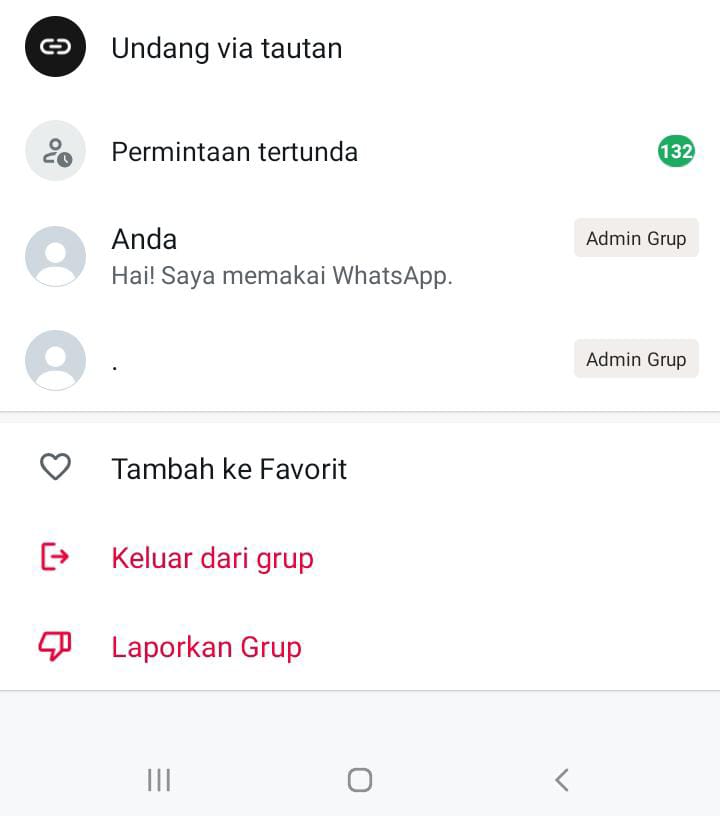 Undang via tautan
Permintaan tertunda
132
Anda
Admin Grup
Hai! Saya memakai WhatsApp.
.
Admin Grup
Tambah ke Favorit
Keluar dari grup
Laporkan Grup